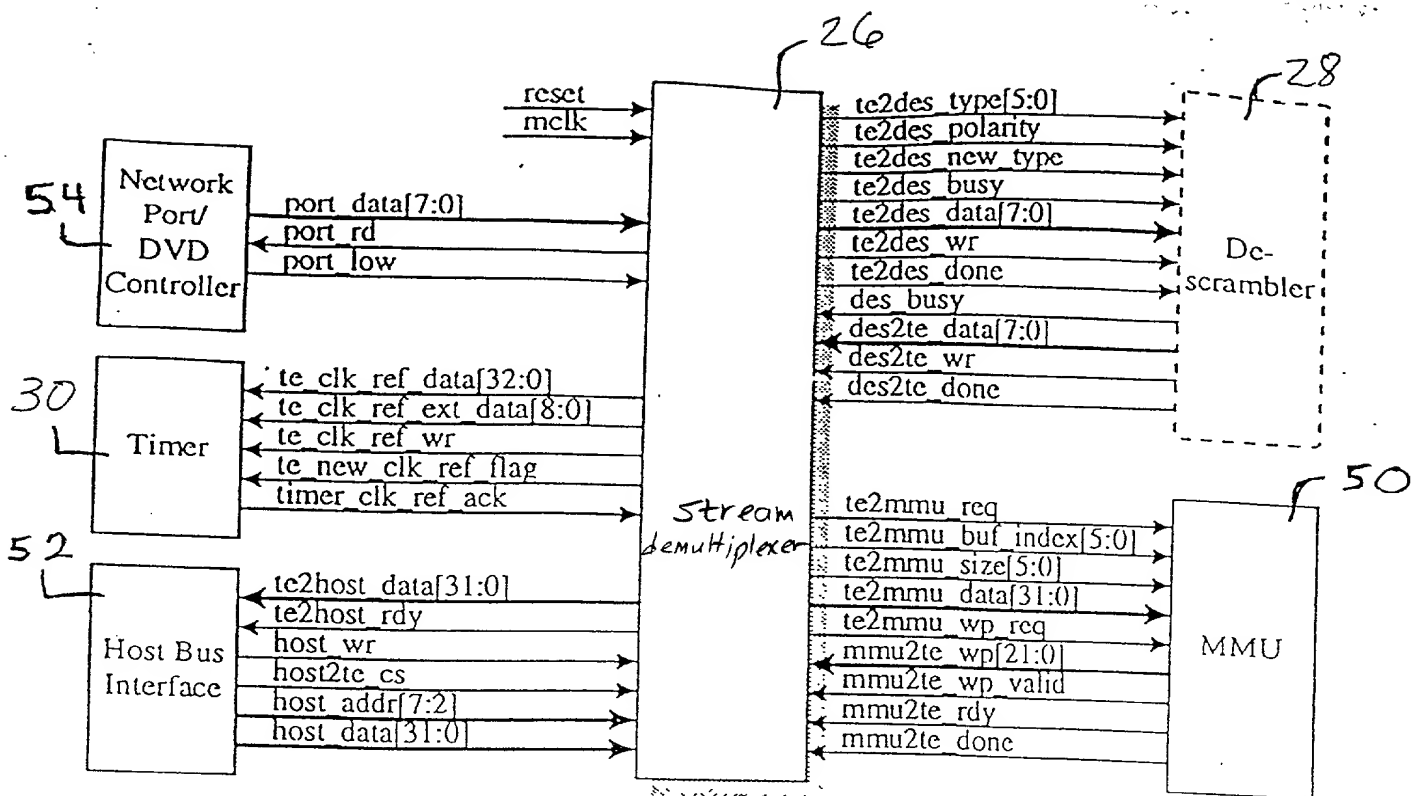 26
28
reset
mclk
54
Network
Port/
DVD
Controller
port_data[7:0]
port_rd
port_low
te2des_type[5:0]
te2des_polarity
te2des_new_type
te2des_busy
te2des_data[7:0]
te2des_wr
te2des_done
des_busy
des2te_data[7:0]
des2te_wr
des2te_done
De-
scrambler
30
Timer
te_clk_ref_data[32:0]
te_clk_ref_ext_data[8:0]
te_clk_ref_wr
te_new_clk_ref_flag
timer_clk_ref_ack
Stream
demultiplexer
52
Host Bus
Interface
te2host_data[31:0]
te2host_rdy
host_wr
host2te_cs
host_addr[7:2]
host_data[31:0]
50
te2mmu_req
te2mmu_buf_index[5:0]
te2mmu_size[5:0]
te2mmu_data[31:0]
te2mmu_wp_req
mmu2te_wp[21:0]
mmu2te_wp_valid
mmu2te_rdy
mmu2te_done
MMU